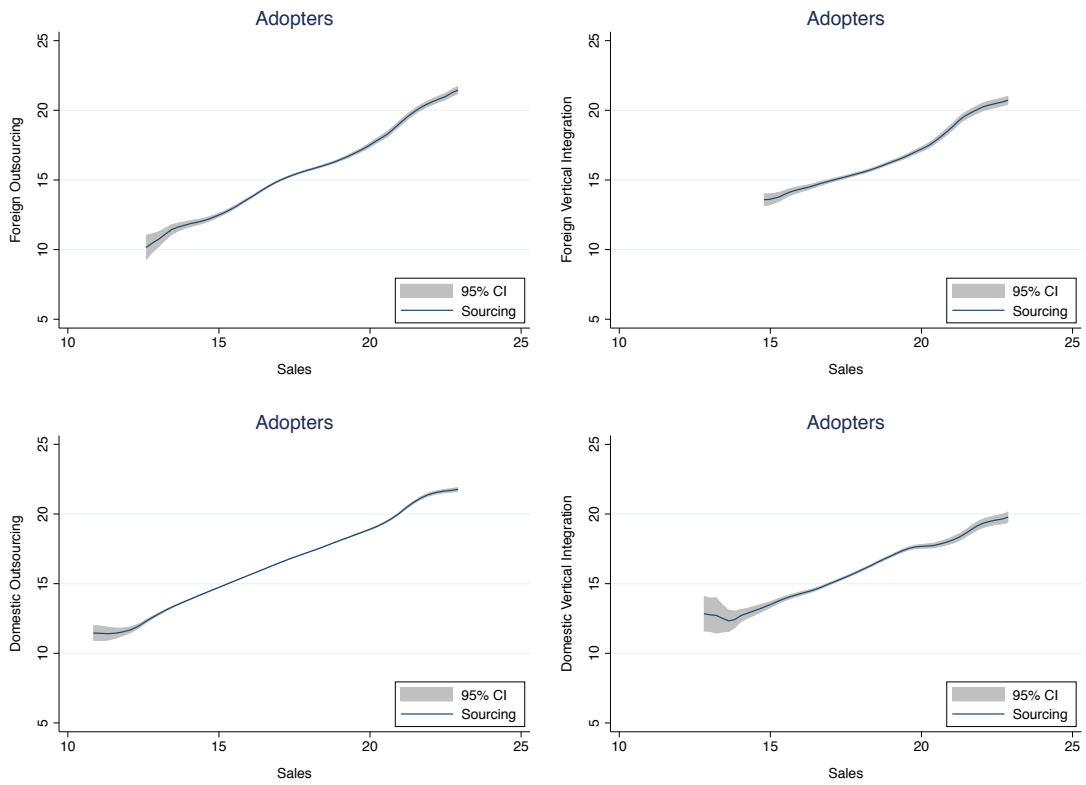 Adopters
Foreign Outsourcing
25
20
15
10
5
10 15 20 25
Sales
95% CI
Sourcing
Adopters
Foreign Vertical Integration
25
20
15
10
5
10 15 20 25
Sales
95% CI
Sourcing
Adopters
Domestic Outsourcing
25
20
15
10
5
10 15 20 25
Sales
95% CI
Sourcing
Adopters
Domestic Vertical Integration
25
20
15
10
5
10 15 20 25
Sales
95% CI
Sourcing